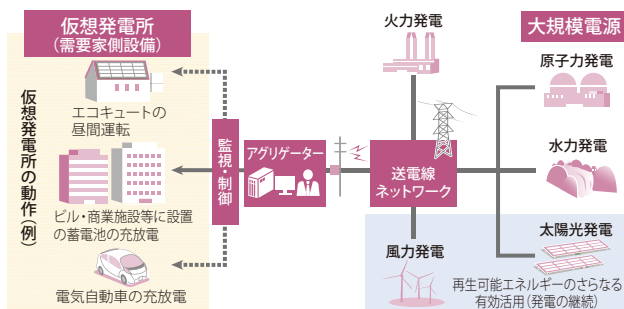 仮想発電所
(需要家側設備)
仮想発電所の動作(例)
エコキュートの
昼間運転
ビル・商業施設等に設置
の蓄電池の充放電
電気自動車の充放電
監視・制御
アグリゲーター
送電線
ネットワーク
火力発電
風力発電
大規模電源
原子力発電
水力発電
太陽光発電
再生可能エネルギーのさらなる
有効活用(発電の継続)